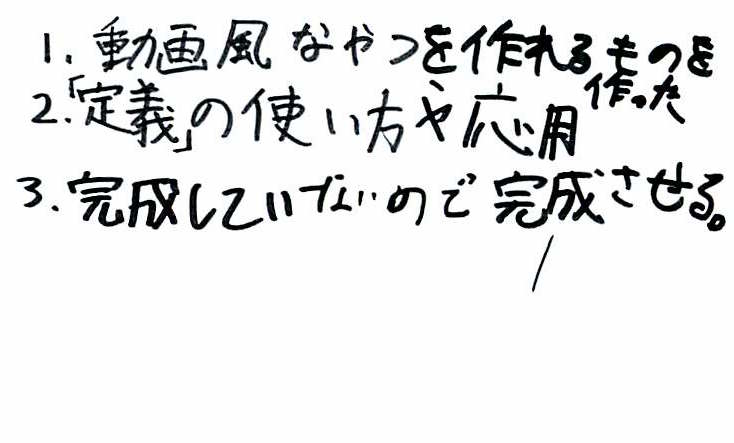 1. 動画風なやつを作れるものを
作った
2.「定義」の使い方や応用
3. 完成していないので完成させる。